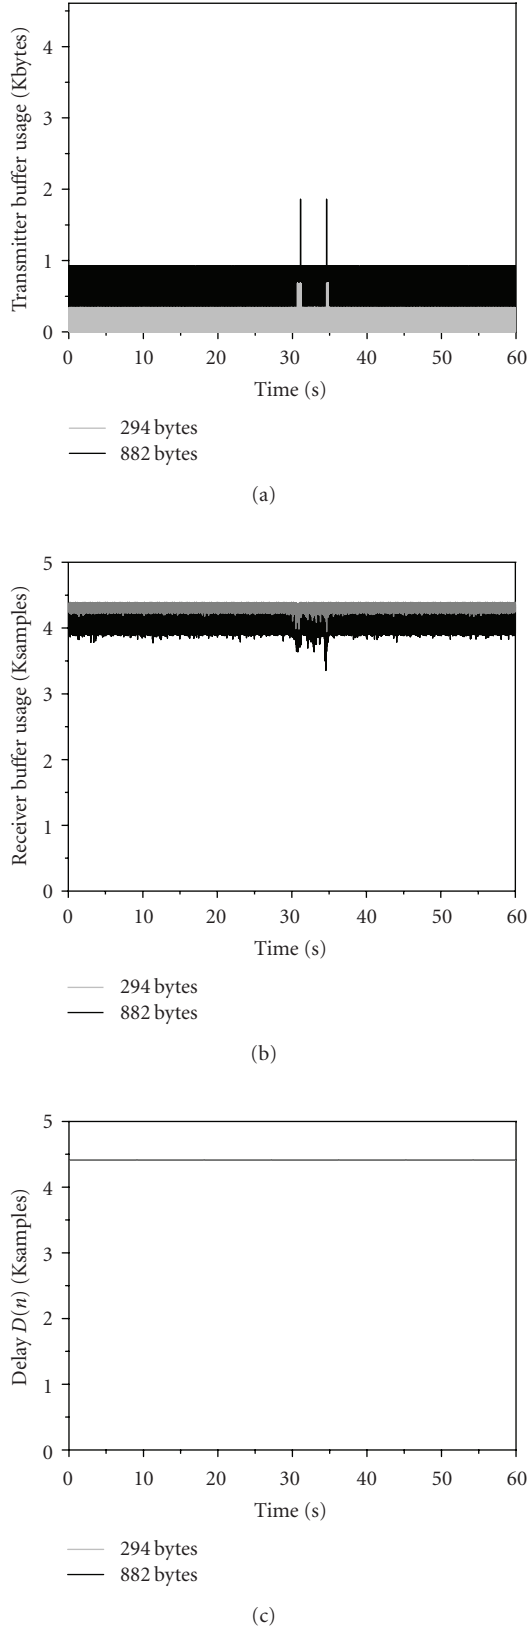 Transmitter buffer usage (Kbytes)
4
3
2
1
0
0 10 20 30 40 50 60
Time (s)
294 bytes
882 bytes
(a)
Receiver buffer usage (Ksamples)
5
4
3
2
1
0
0 10 20 30 40 50 60
Time (s)
294 bytes
882 bytes
(b)
Delay D(n) (Ksamples)
5
4
3
2
1
0
0 10 20 30 40 50 60
Time (s)
294 bytes
882 bytes
(c)